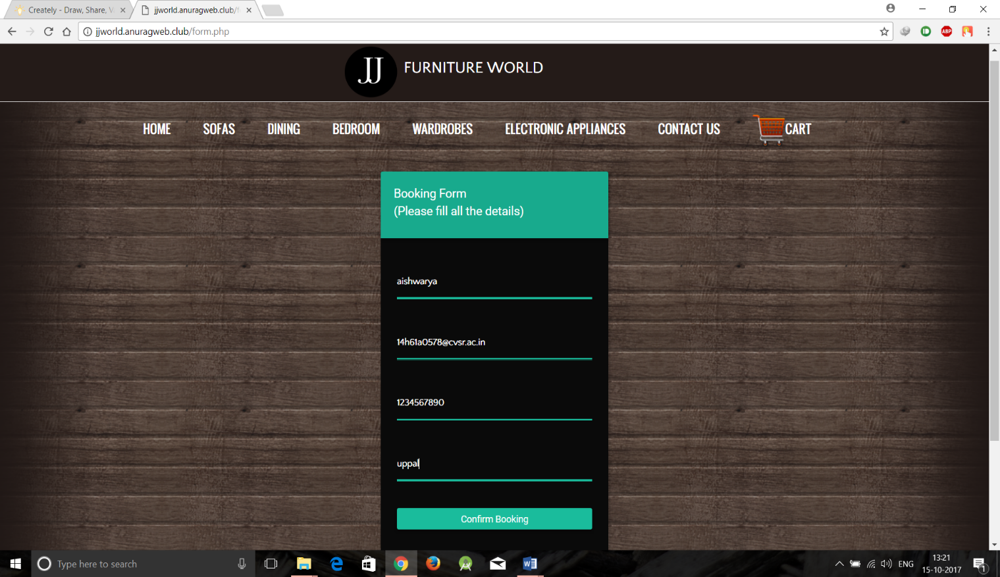 Creately - Draw, Share, V
jjworld.anuragweb.club/f
jjworld.anuragweb.club/form.php
ABP
JJ FURNITURE WORLD
HOME SOFAS DINING BEDROOM WARDROBES ELECTRONIC APPLIANCES CONTACT US CART
Booking Form
(Please fill all the details)
aishwarya
14h61a0578@cvsr.ac.in
1234567890
uppal
Confirm Booking
Type here to search
ENG
13:21
15-10-2017
1